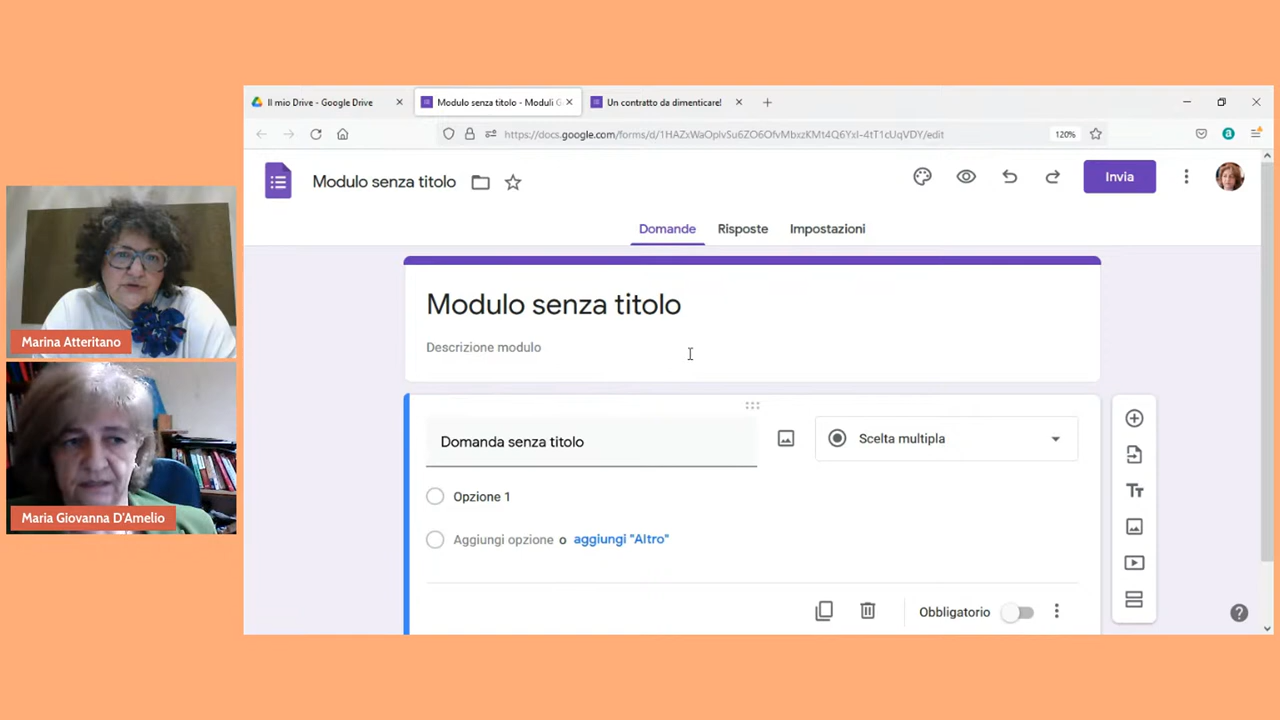 Il mio Drive - Google Drive
Modulo senza titolo - Moduli G
Un contratto da dimenticare!
120%
Modulo senza titolo
Invia
Domande
Risposte
Impostazioni
Modulo senza titolo
Descrizione modulo
Domanda senza titolo
Scelta multipla
Opzione 1
Aggiungi opzione o aggiungi "Altro"
Obbligatorio
Marina Atteritano
Maria Giovanna D'Amelio